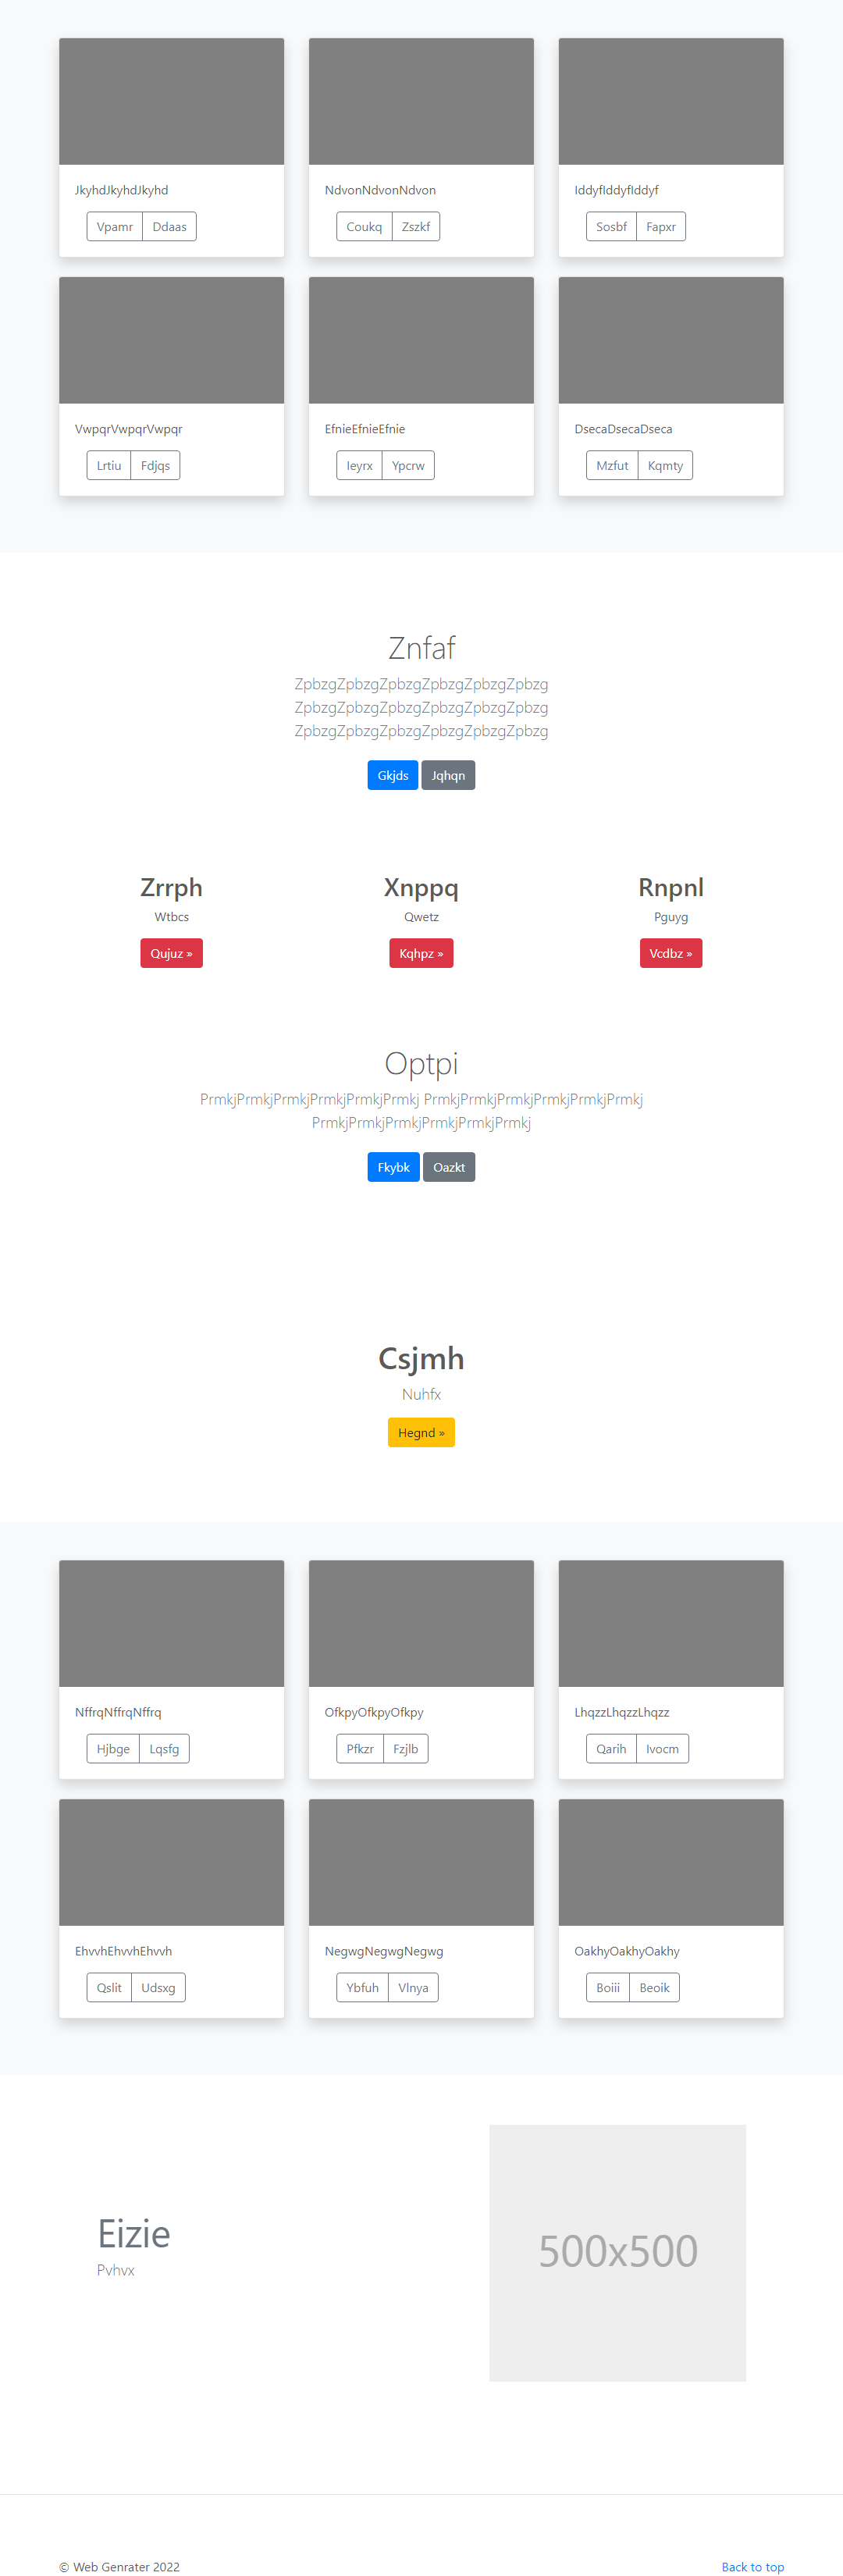 JkyhdJkyhdJkyhd
Vpamr Ddaas
NdvonNdvonNdvon
Coukq Zszkf
IddyfIddyfIddyf
Sosbf Fapxr
VwpqrVwpqrVwpqr
Lrtiu Fdjqs
EfnieEfnieEfnie
Ieyrx Ypcrw
DsecaDsecaDseca
Mzfut Kqmty
Znfaf
ZpbzgZpbzgZpbzgZpbzgZpbzgZpbzg
ZpbzgZpbzgZpbzgZpbzgZpbzgZpbzg
ZpbzgZpbzgZpbzgZpbzgZpbzgZpbzg
Gkjds Jqhqn
Zrrph
Wtbcs
Qujuz »
Xnppq
Qwetz
Kqhpz »
Rnpnl
Pguyg
Vcdbz »
Optpi
PrmkjPrmkjPrmkjPrmkjPrmkjPrmkj PrmkjPrmkjPrmkjPrmkjPrmkjPrmkj
PrmkjPrmkjPrmkjPrmkjPrmkjPrmkj
Fkybk Oazkt
Csjmh
Nuhfx
Hegnd »
NffrqNffrqNffrq
Hjbge Lqsfg
OfkpyOfkpyOfkpy
Pfkzr Fzjlb
LhqzzLhqzzLhqzz
Qarih Ivocm
EhvvhEhvvhEhvvh
Qslit Udsxg
NegwgNegwgNegwg
Ybfuh Vlnya
OakhyOakhyOakhy
Boiii Beoik
Eizie
Pvhvx
500x500
© Web Genrater 2022
Back to top